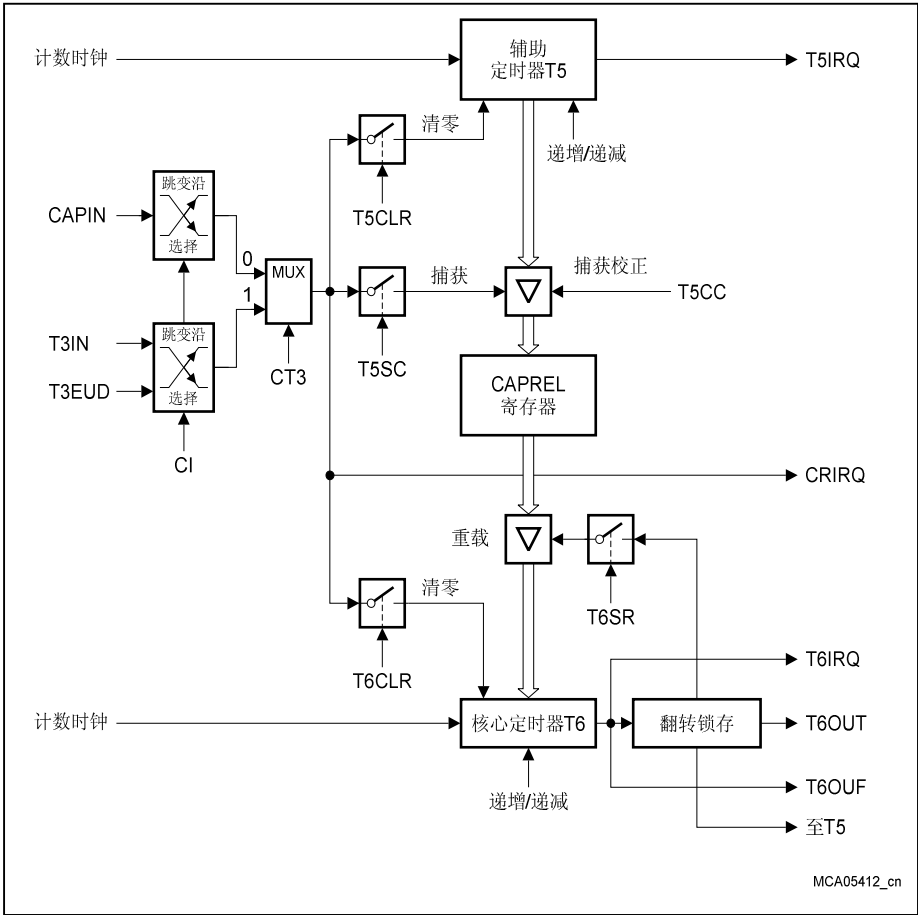 计数时钟
辅助
定时器T5
T5IRQ
清零
递增/递减
T5CLR
跳变沿
CAPIN
选择
0
MUX
1
捕获
捕获校正
T5CC
T5SC
跳变沿
T3IN
T3EUD
选择
CT3
CI
CAPREL
寄存器
CRIRQ
重载
T6SR
清零
T6CLR
T6IRQ
计数时钟
核心定时器T6
翻转锁存
T6OUT
递增/递减
T6OUF
至T5
MCA05412_cn